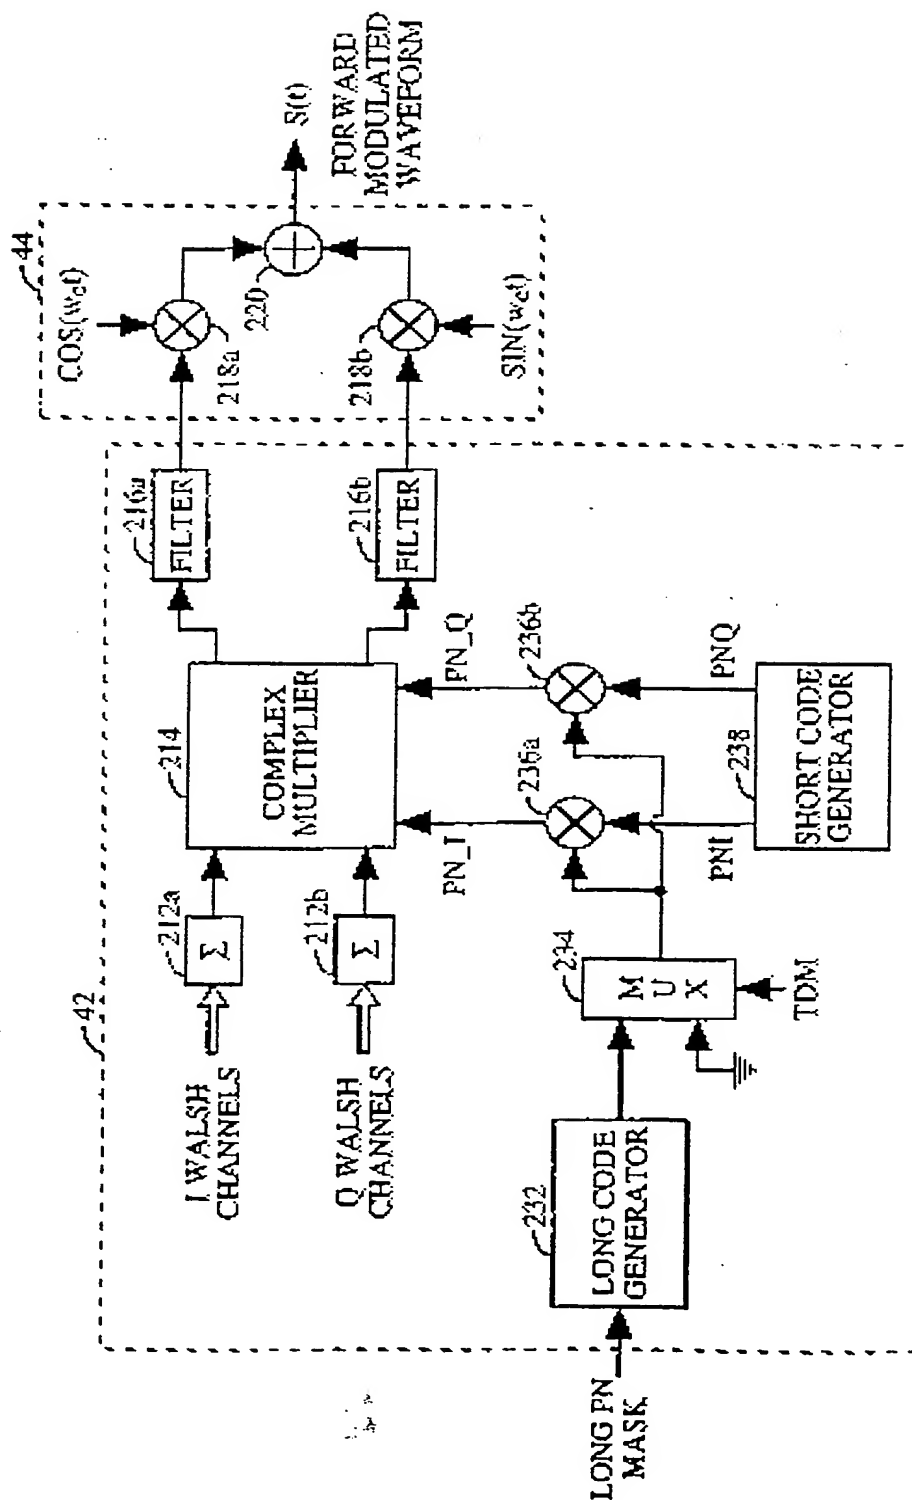 42
44
I WALSH
CHANNELS
212a
Σ
Q WALSH
CHANNELS
212b
Σ
214
COMPLEX
MULTIPLIER
216a
FILTER
216b
FILTER
COS(wct)
218a
218b
SIN(wct)
220
S(t)
FORWARD
MODULATED
WAVEFORM
PN_I
PN_Q
236a
236b
PNI
PNQ
LONG PN
MASK
232
LONG CODE
GENERATOR
234
M
U
X
TDM
238
SHORT CODE
GENERATOR